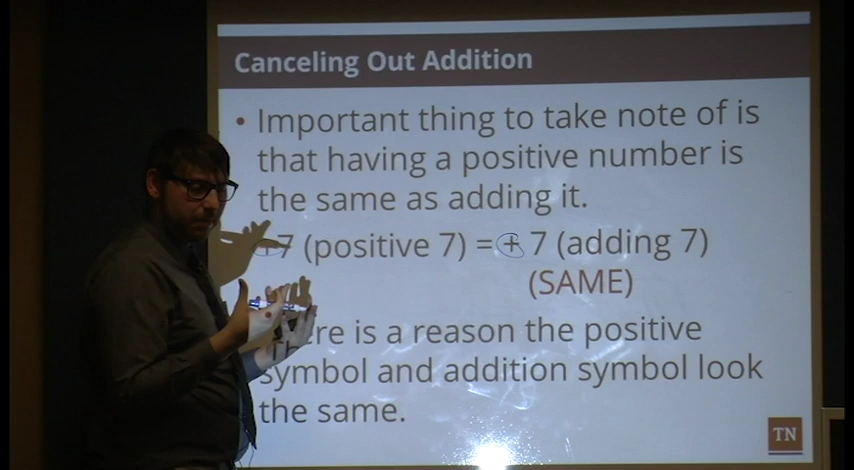 Canceling Out Addition
• Important thing to take note of is
that having a positive number is
the same as adding it.
+7 (positive 7) = + 7 (adding 7)
(SAME)
There is a reason the positive
symbol and addition symbol look
the same.
TN